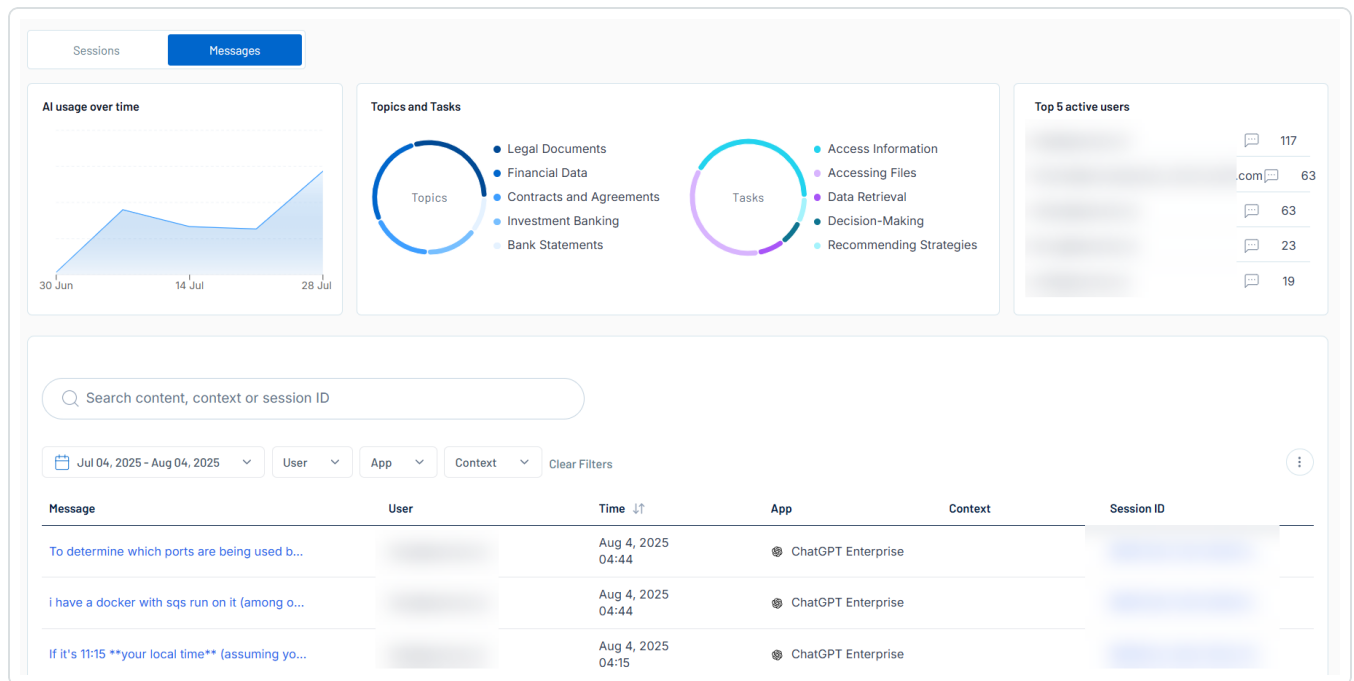 Sessions
Messages
AI usage over time
30 Jun
14 Jul
28 Jul
Topics and Tasks
Topics
Legal Documents
Financial Data
Contracts and Agreements
Investment Banking
Bank Statements
Tasks
Access Information
Accessing Files
Data Retrieval
Decision-Making
Recommending Strategies
Top 5 active users
117
.com 63
63
23
19
Search content, context or session ID
Jul 04, 2025 - Aug 04, 2025 User App Context Clear Filters
Message User Time App Context Session ID
To determine which ports are being used b... Aug 4, 2025 04:44 ChatGPT Enterprise
i have a docker with sqs run on it (among o... Aug 4, 2025 04:44 ChatGPT Enterprise
If it's 11:15 **your local time** (assuming yo... Aug 4, 2025 04:15 ChatGPT Enterprise